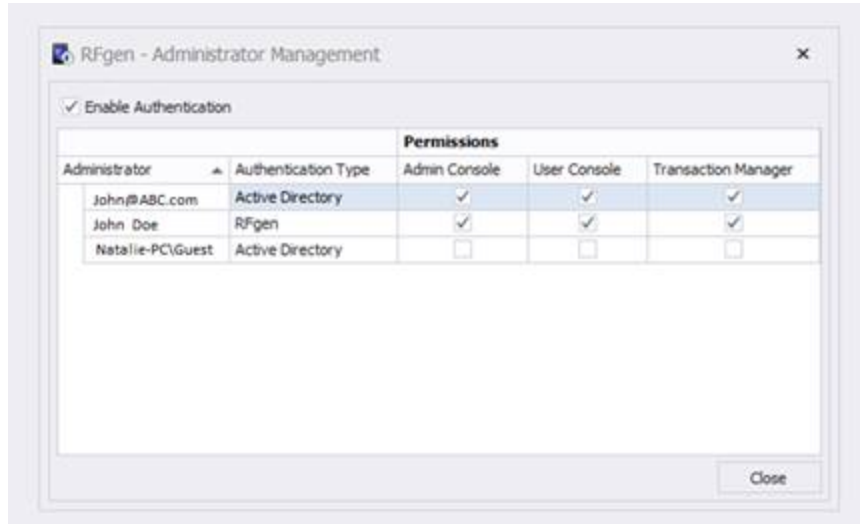 RFgen - Administrator Management
Enable Authentication
Permissions
Administrator Authentication Type Admin Console User Console Transaction Manager
John@ABC.com Active Directory
John Doe RFgen
Natalie-PC\Guest Active Directory
Close